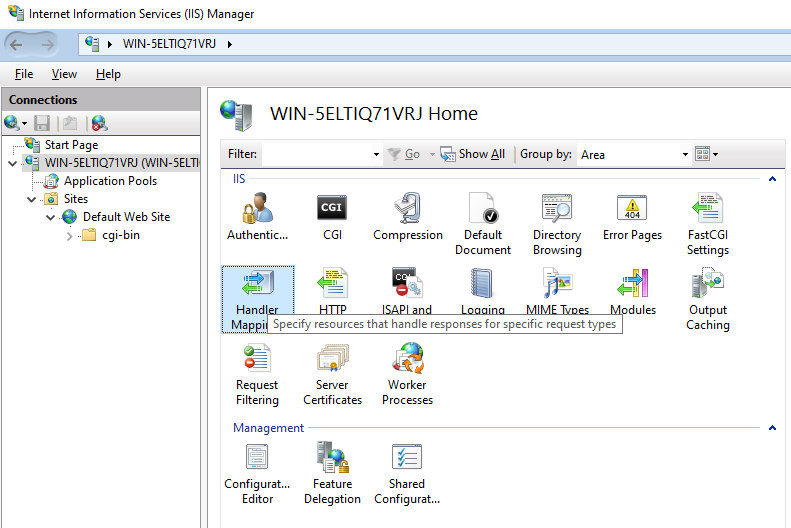 Internet Information Services (IIS) Manager
WIN-5ELTIQ71VRJ
File View Help
Connections
Start Page
WIN-5ELTIQ71VRJ (WIN-5ELTI
Application Pools
Sites
Default Web Site
cgi-bin
WIN-5ELTIQ71VRJ Home
Filter: Go Show All Group by: Area
IIS
CGI
CGI
404
Authentic... CGI Compression Default Document Directory Browsing Error Pages FastCGI Settings
Handler Mappin HTTP ISAPI and Logging MIME Types Modules Output Caching
Specify resources that handle responses for specific request types
Request Filtering Server Certificates Worker Processes
Management
Configurat... Editor Feature Delegation Shared Configurat...